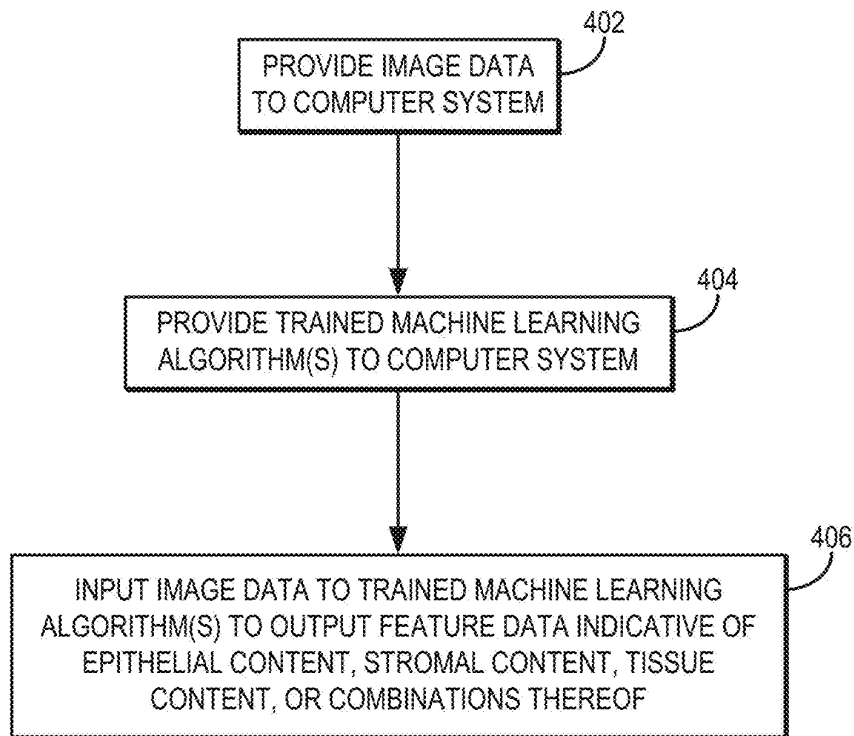 402
PROVIDE IMAGE DATA
TO COMPUTER SYSTEM
404
PROVIDE TRAINED MACHINE LEARNING
ALGORITHM(S) TO COMPUTER SYSTEM
406
INPUT IMAGE DATA TO TRAINED MACHINE LEARNING
ALGORITHM(S) TO OUTPUT FEATURE DATA INDICATIVE OF
EPITHELIAL CONTENT, STROMAL CONTENT, TISSUE
CONTENT, OR COMBINATIONS THEREOF